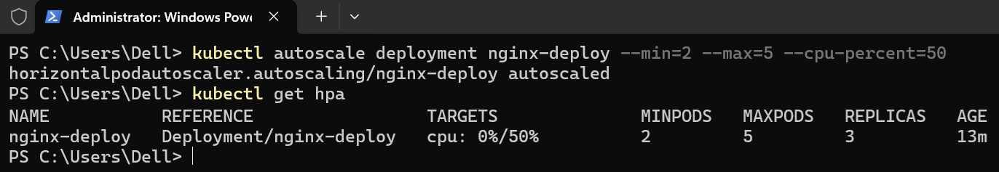 Administrator: Windows Powe
PS C:\Users\Dell> kubectl autoscale deployment nginx-deploy --min=2 --max=5 --cpu-percent=50
horizontalpodautoscaler.autoscaling/nginx-deploy autoscaled
PS C:\Users\Dell> kubectl get hpa
NAME REFERENCE TARGETS MINPODS MAXPODS REPLICAS AGE
nginx-deploy Deployment/nginx-deploy cpu: 0%/50% 2 5 3 13m
PS C:\Users\Dell>